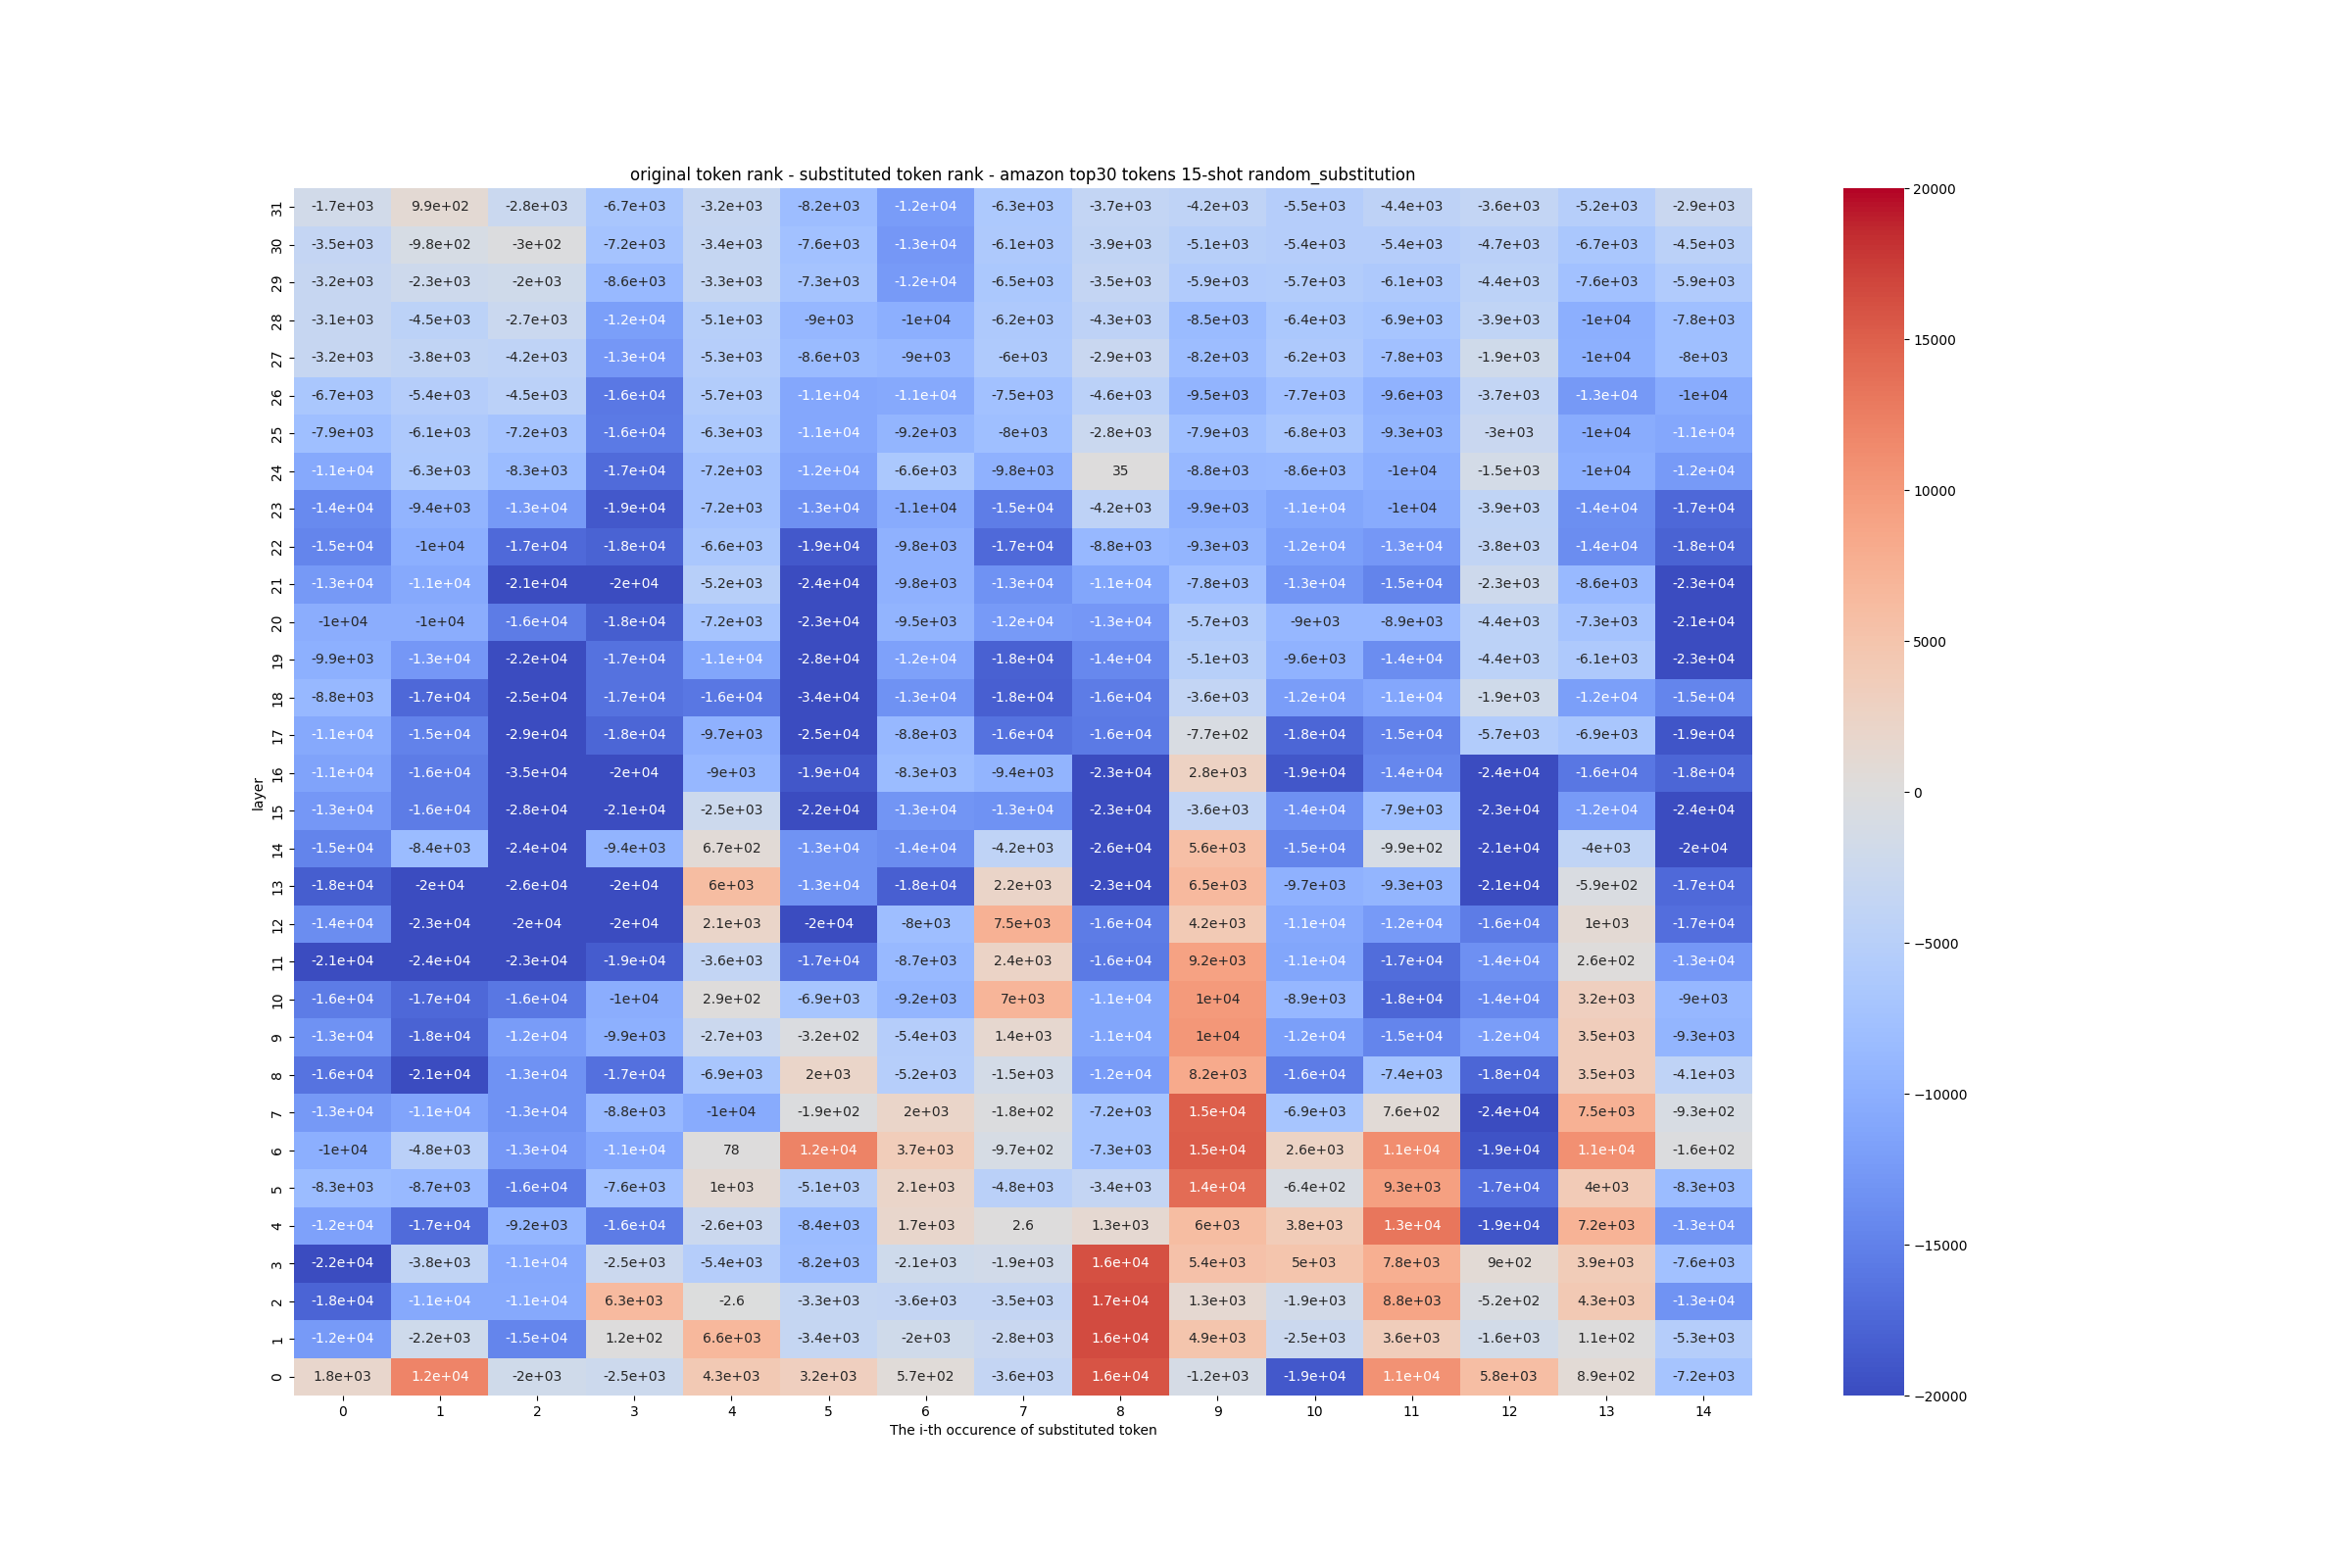 original token rank - substituted token rank - amazon top30 tokens 15-shot random_substitution
31 -1.7e+03 9.9e+02 -2.8e+03 -6.7e+03 -3.2e+03 -8.2e+03 -1.2e+04 -6.3e+03 -3.7e+03 -4.2e+03 -5.5e+03 -4.4e+03 -3.6e+03 -5.2e+03 -2.9e+03
30 -3.5e+03 -9.8e+02 -3e+02 -7.2e+03 -3.4e+03 -7.6e+03 -1.3e+04 -6.1e+03 -3.9e+03 -5.1e+03 -5.4e+03 -5.4e+03 -4.7e+03 -6.7e+03 -4.5e+03
29 -3.2e+03 -2.3e+03 -2e+03 -8.6e+03 -3.3e+03 -7.3e+03 -1.2e+04 -6.5e+03 -3.5e+03 -5.9e+03 -5.7e+03 -6.1e+03 -4.4e+03 -7.6e+03 -5.9e+03
28 -3.1e+03 -4.5e+03 -2.7e+03 -1.2e+04 -5.1e+03 -9e+03 -1e+04 -6.2e+03 -4.3e+03 -8.5e+03 -6.4e+03 -6.9e+03 -3.9e+03 -1e+04 -7.8e+03
27 -3.2e+03 -3.8e+03 -4.2e+03 -1.3e+04 -5.3e+03 -8.6e+03 -9e+03 -6e+03 -2.9e+03 -8.2e+03 -6.2e+03 -7.8e+03 -1.9e+03 -1e+04 -8e+03
26 -6.7e+03 -5.4e+03 -4.5e+03 -1.6e+04 -5.7e+03 -1.1e+04 -1.1e+04 -7.5e+03 -4.6e+03 -9.5e+03 -7.7e+03 -9.6e+03 -3.7e+03 -1.3e+04 -1e+04
25 -7.9e+03 -6.1e+03 -7.2e+03 -1.6e+04 -6.3e+03 -1.1e+04 -9.2e+03 -8e+03 -2.8e+03 -7.9e+03 -6.8e+03 -9.3e+03 -3e+03 -1e+04 -1.1e+04
24 -1.1e+04 -6.3e+03 -8.3e+03 -1.7e+04 -7.2e+03 -1.2e+04 -6.6e+03 -9.8e+03 35 -8.8e+03 -8.6e+03 -1e+04 -1.5e+03 -1e+04 -1.2e+04
23 -1.4e+04 -9.4e+03 -1.3e+04 -1.9e+04 -7.2e+03 -1.3e+04 -1.1e+04 -1.5e+04 -4.2e+03 -9.9e+03 -1.1e+04 -1e+04 -3.9e+03 -1.4e+04 -1.7e+04
22 -1.5e+04 -1e+04 -1.7e+04 -1.8e+04 -6.6e+03 -1.9e+04 -9.8e+03 -1.7e+04 -8.8e+03 -9.3e+03 -1.2e+04 -1.3e+04 -3.8e+03 -1.4e+04 -1.8e+04
21 -1.3e+04 -1.1e+04 -2.1e+04 -2e+04 -5.2e+03 -2.4e+04 -9.8e+03 -1.3e+04 -1.1e+04 -7.8e+03 -1.3e+04 -1.5e+04 -2.3e+03 -8.6e+03 -2.3e+04
20 -1e+04 -1e+04 -1.6e+04 -1.8e+04 -7.2e+03 -2.3e+04 -9.5e+03 -1.2e+04 -1.3e+04 -5.7e+03 -9e+03 -8.9e+03 -4.4e+03 -7.3e+03 -2.1e+04
19 -9.9e+03 -1.3e+04 -2.2e+04 -1.7e+04 -1.1e+04 -2.8e+04 -1.2e+04 -1.8e+04 -1.4e+04 -5.1e+03 -9.6e+03 -1.4e+04 -4.4e+03 -6.1e+03 -2.3e+04
18 -8.8e+03 -1.7e+04 -2.5e+04 -1.7e+04 -1.6e+04 -3.4e+04 -1.3e+04 -1.8e+04 -1.6e+04 -3.6e+03 -1.2e+04 -1.1e+04 -1.9e+03 -1.2e+04 -1.5e+04
17 -1.1e+04 -1.5e+04 -2.9e+04 -1.8e+04 -9.7e+03 -2.5e+04 -8.8e+03 -1.6e+04 -1.6e+04 -7.7e+02 -1.8e+04 -1.5e+04 -5.7e+03 -6.9e+03 -1.9e+04
16 -1.1e+04 -1.6e+04 -3.5e+04 -2e+04 -9e+03 -1.9e+04 -8.3e+03 -9.4e+03 -2.3e+04 2.8e+03 -1.9e+04 -1.4e+04 -2.4e+04 -1.6e+04 -1.8e+04
15 -1.3e+04 -1.6e+04 -2.8e+04 -2.1e+04 -2.5e+03 -2.2e+04 -1.3e+04 -1.3e+04 -2.3e+04 -3.6e+03 -1.4e+04 -7.9e+03 -2.3e+04 -1.2e+04 -2.4e+04
14 -1.5e+04 -8.4e+03 -2.4e+04 -9.4e+03 6.7e+02 -1.3e+04 -1.4e+04 -4.2e+03 -2.6e+04 5.6e+03 -1.5e+04 -9.9e+02 -2.1e+04 -4e+03 -2e+04
13 -1.8e+04 -2e+04 -2.6e+04 -2e+04 6e+03 -1.3e+04 -1.8e+04 2.2e+03 -2.3e+04 6.5e+03 -9.7e+03 -9.3e+03 -2.1e+04 -5.9e+02 -1.7e+04
12 -1.4e+04 -2.3e+04 -2e+04 -2e+04 2.1e+03 -2e+04 -8e+03 7.5e+03 -1.6e+04 4.2e+03 -1.1e+04 -1.2e+04 -1.6e+04 1e+03 -1.7e+04
11 -2.1e+04 -2.4e+04 -2.3e+04 -1.9e+04 -3.6e+03 -1.7e+04 -8.7e+03 2.4e+03 -1.6e+04 9.2e+03 -1.1e+04 -1.7e+04 -1.4e+04 2.6e+02 -1.3e+04
10 -1.6e+04 -1.7e+04 -1.6e+04 -1e+04 2.9e+02 -6.9e+03 -9.2e+03 7e+03 -1.1e+04 1e+04 -8.9e+03 -1.8e+04 -1.4e+04 3.2e+03 -9e+03
9 -1.3e+04 -1.8e+04 -1.2e+04 -9.9e+03 -2.7e+03 -3.2e+02 -5.4e+03 1.4e+03 -1.1e+04 1e+04 -1.2e+04 -1.5e+04 -1.2e+04 3.5e+03 -9.3e+03
8 -1.6e+04 -2.1e+04 -1.3e+04 -1.7e+04 -6.9e+03 2e+03 -5.2e+03 -1.5e+03 -1.2e+04 8.2e+03 -1.6e+04 -7.4e+03 -1.8e+04 3.5e+03 -4.1e+03
7 -1.3e+04 -1.1e+04 -1.3e+04 -8.8e+03 -1e+04 -1.9e+02 2e+03 -1.8e+02 -7.2e+03 1.5e+04 -6.9e+03 7.6e+02 -2.4e+04 7.5e+03 -9.3e+02
6 -1e+04 -4.8e+03 -1.3e+04 -1.1e+04 78 1.2e+04 3.7e+03 -9.7e+02 -7.3e+03 1.5e+04 2.6e+03 1.1e+04 -1.9e+04 1.1e+04 -1.6e+02
5 -8.3e+03 -8.7e+03 -1.6e+04 -7.6e+03 1e+03 -5.1e+03 2.1e+03 -4.8e+03 -3.4e+03 1.4e+04 -6.4e+02 9.3e+03 -1.7e+04 4e+03 -8.3e+03
4 -1.2e+04 -1.7e+04 -9.2e+03 -1.6e+04 -2.6e+03 -8.4e+03 1.7e+03 2.6 1.3e+03 6e+03 3.8e+03 1.3e+04 -1.9e+04 7.2e+03 -1.3e+04
3 -2.2e+04 -3.8e+03 -1.1e+04 -2.5e+03 -5.4e+03 -8.2e+03 -2.1e+03 -1.9e+03 1.6e+04 5.4e+03 5e+03 7.8e+03 9e+02 3.9e+03 -7.6e+03
2 -1.8e+04 -1.1e+04 -1.1e+04 6.3e+03 -2.6 -3.3e+03 -3.6e+03 -3.5e+03 1.7e+04 1.3e+03 -1.9e+03 8.8e+03 -5.2e+02 4.3e+03 -1.3e+04
1 -1.2e+04 -2.2e+03 -1.5e+04 1.2e+02 6.6e+03 -3.4e+03 -2e+03 -2.8e+03 1.6e+04 4.9e+03 -2.5e+03 3.6e+03 -1.6e+03 1.1e+02 -5.3e+03
0 1.8e+03 1.2e+04 -2e+03 -2.5e+03 4.3e+03 3.2e+03 5.7e+02 -3.6e+03 1.6e+04 -1.2e+03 -1.9e+04 1.1e+04 5.8e+03 8.9e+02 -7.2e+03
0 1 2 3 4 5 6 7 8 9 10 11 12 13 14
The i-th occurence of substituted token
layer
20000
15000
10000
5000
0
−5000
−10000
−15000
−20000